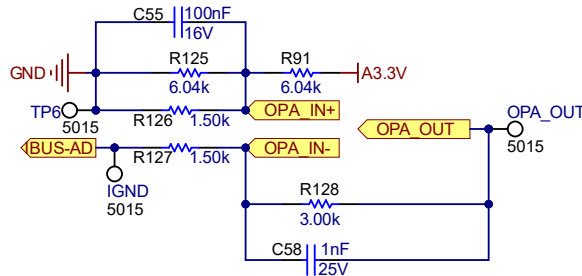 C55
100nF
16V
R125
6.04k
R91
6.04k
GND
A3.3V
TP6
5015
R126
1.50k
OPA_IN+
BUS-AD
R127
1.50k
OPA_IN-
IGND
5015
OPA_OUT
OPA_OUT
5015
R128
3.00k
C58
1nF
25V